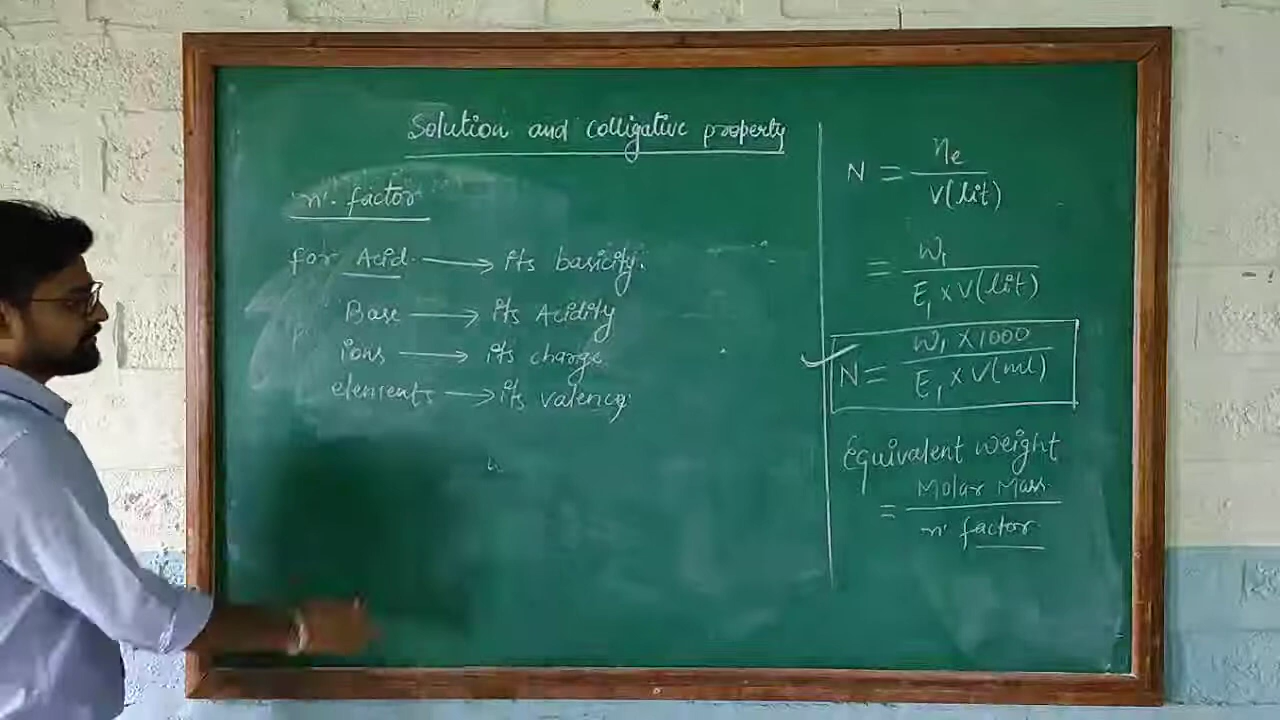 Solution and colligative property
'n'. factor
for Acid. → its basicity.
Base → its Acidity
ions → its charge
elements → its valency.
N = ne / V(lit)
= W1 / E1 x V(lit)
N = W1 x 1000 / E1 x V(ml)
Equivalent weight
= Molar Mass. / n' factor